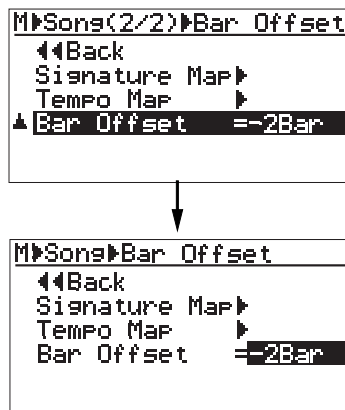 M▶Song(2/2)▶Bar Offset
◀◀Back
Signature Map▶
Tempo Map ▶
▲Bar Offset =-2Bar
M▶Song▶Bar Offset
◀◀Back
Signature Map▶
Tempo Map ▶
Bar Offset =-2Bar